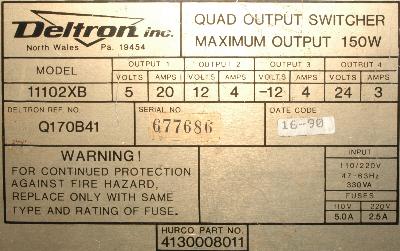 Deltron inc.
North Wales Pa. 19454
QUAD OUTPUT SWITCHER
MAXIMUM OUTPUT 150W
MODEL
11102XB
OUTPUT 1 OUTPUT 2 OUTPUT 3 OUTPUT 4
VOLTS AMPS VOLTS AMPS VOLTS AMPS VOLTS AMPS
5 20 12 4 -12 4 24 3
DELTRON REF NO.
Q170B41
SERIAL NO.
677686
DATE CODE
16-90
WARNING!
FOR CONTINUED PROTECTION
AGAINST FIRE HAZARD,
REPLACE ONLY WITH SAME
TYPE AND RATING OF FUSE.
INPUT
110/220V
47-63Hz
330VA
FUSES
110V 220V
5.0A 2.5A
HURCO PART NO.
4130008011